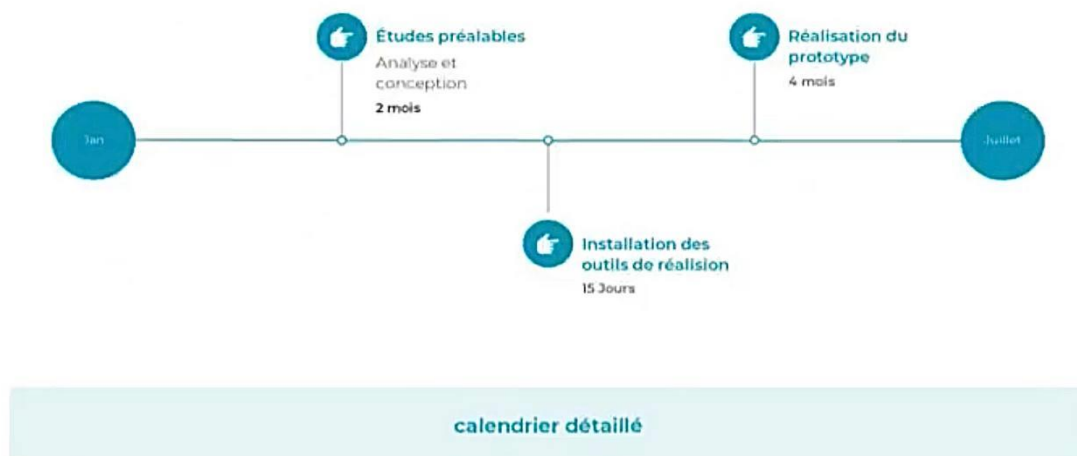 Études préalables
Analyse et
conception
2 mois
Réalisation du
prototype
4 mois
Jan
Juillet
Installation des
outils de réalision
15 Jours
calendrier détaillé